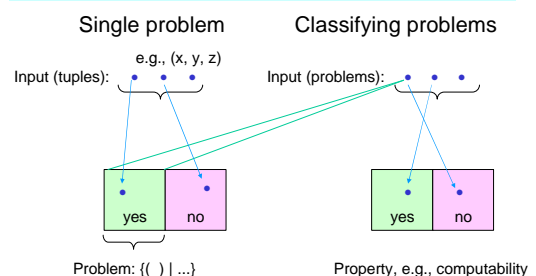 Single problem
Classifying problems
e.g., (x, y, z)
Input (tuples):
Input (problems):
yes
no
yes
no
Problem: {( ) | ...}
Property, e.g., computability